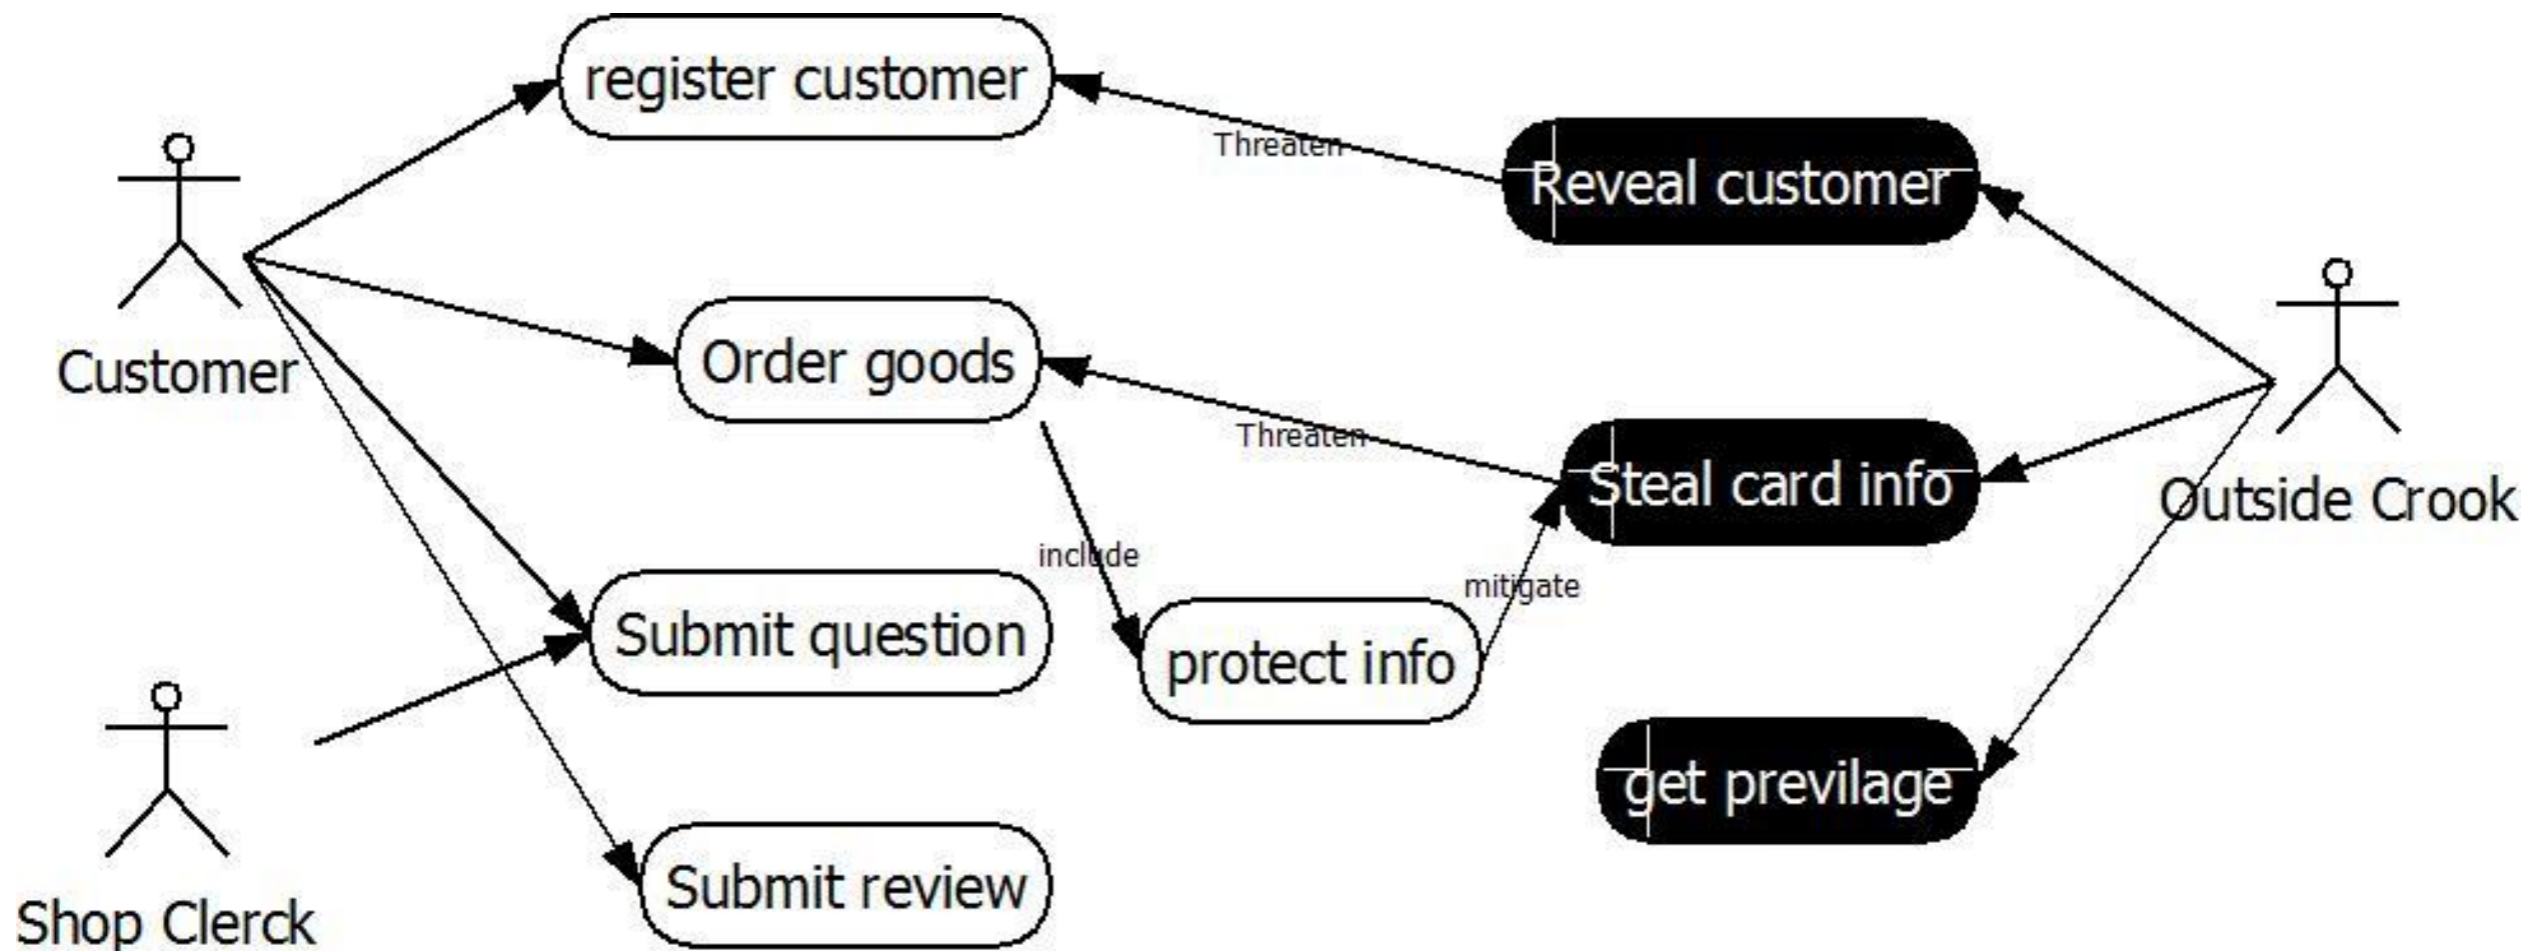 register customer
Threaten
Reveal customer
Customer
Order goods
Threaten
Steal card info
Outside Crook
include
mitigate
Submit question
protect info
get previlage
Submit review
Shop Clerck